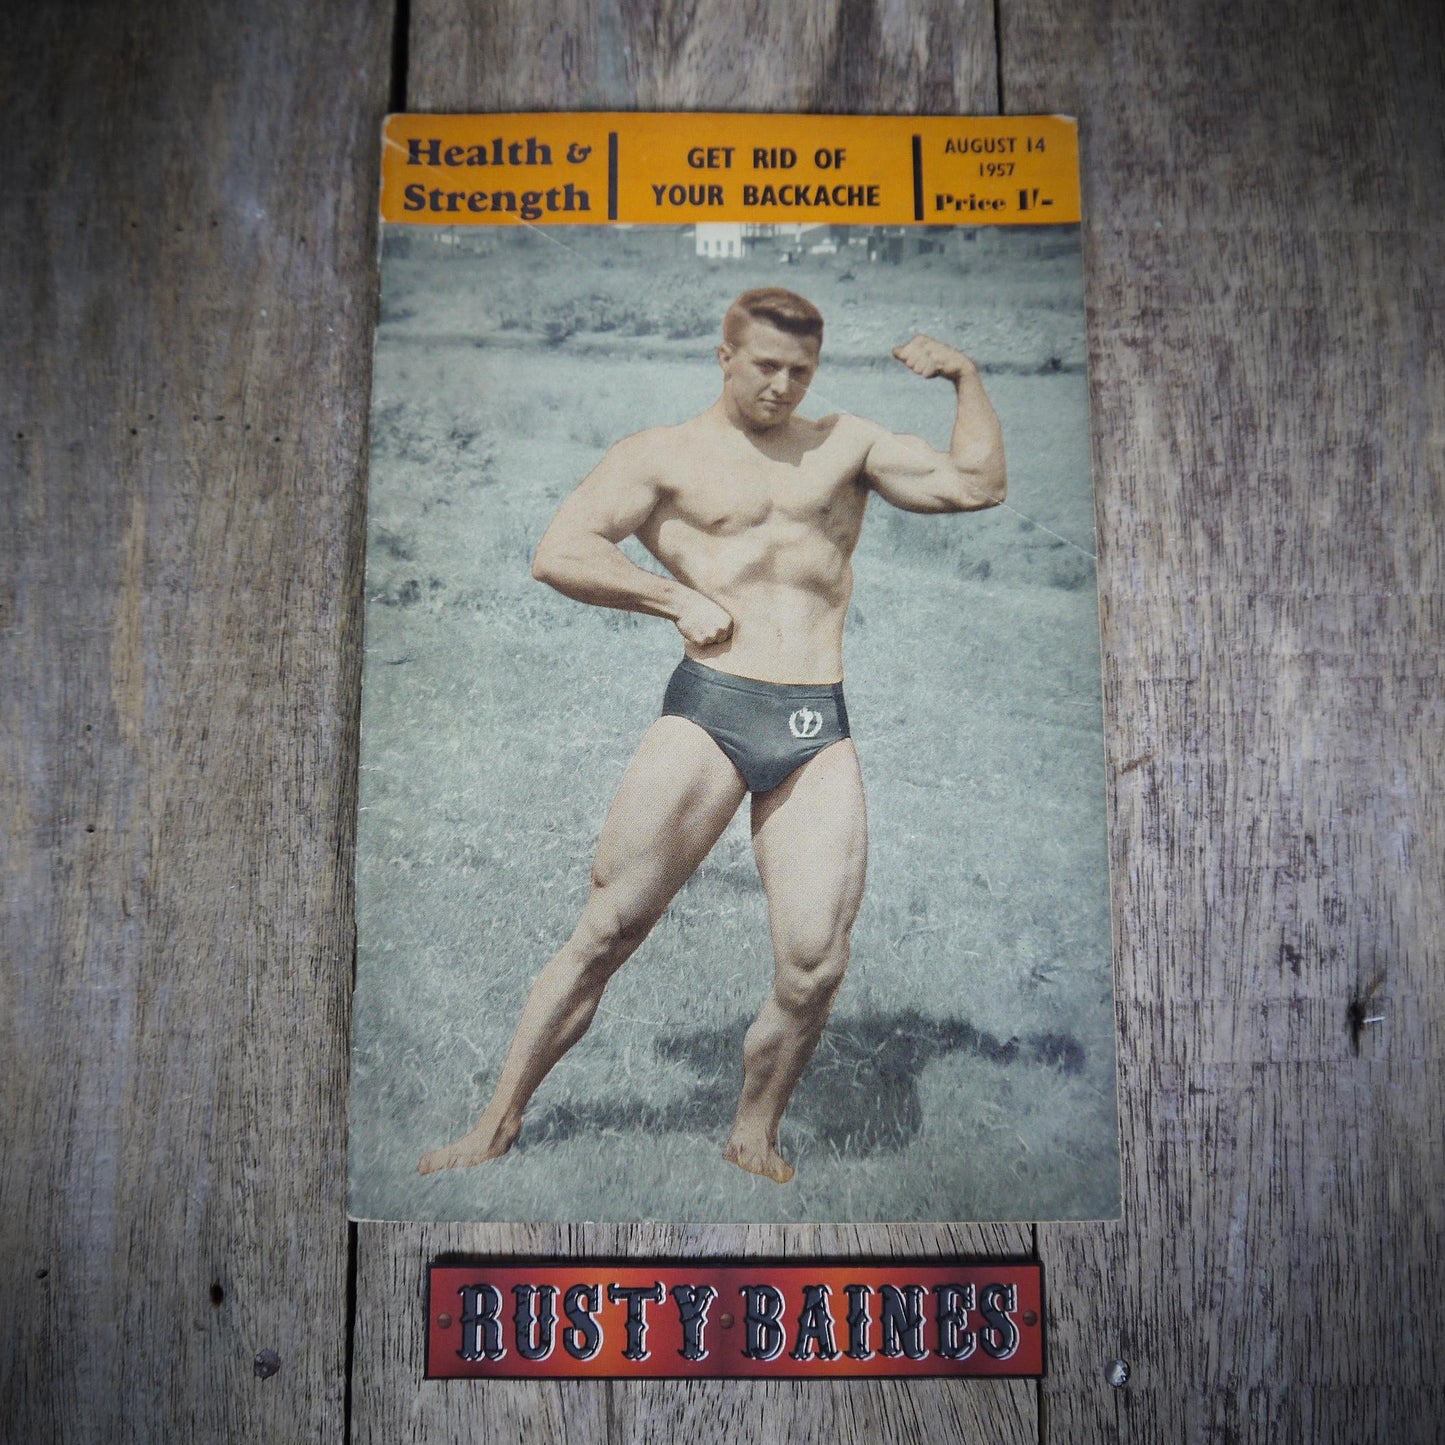 Health &
Strength
GET RID OF
YOUR BACKACHE
AUGUST 14
1957
Price 1'-
RUSTY BAINES